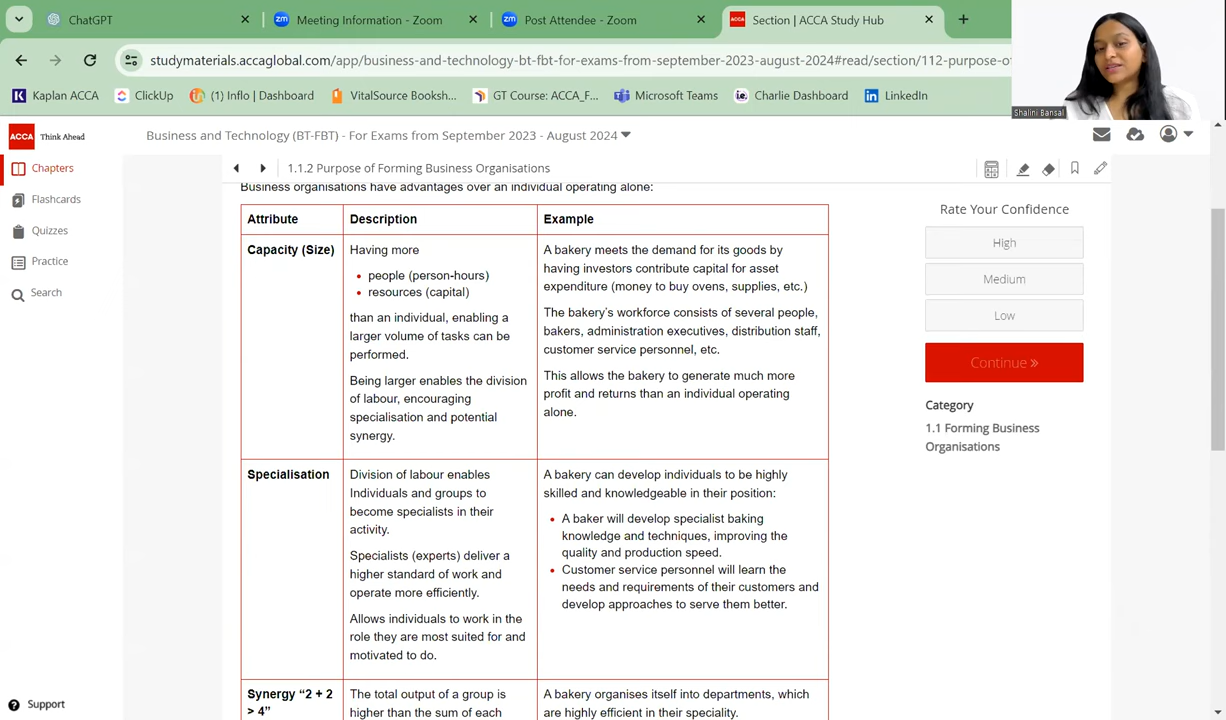 ChatGPT
Meeting Information - Zoom
Post Attendee - Zoom
Section | ACCA Study Hub
studymaterials.accaglobal.com/app/business-and-technology-bt-fbt-for-exams-from-september-2023-august-2024#read/section/112-purpose-o
Kaplan ACCA
ClickUp
(1) Inflo | Dashboard
VitalSource Booksh...
GT Course: ACCA_F...
Microsoft Teams
Charlie Dashboard
LinkedIn
Shalini Bansal
ACCA Think Ahead
Business and Technology (BT-FBT) - For Exams from September 2023 - August 2024
Chapters
Flashcards
Quizzes
Practice
Search
Support
1.1.2 Purpose of Forming Business Organisations
Business organisations have advantages over an individual operating alone:
Attribute
Description
Example
Capacity (Size)
Having more
• people (person-hours)
• resources (capital)
than an individual, enabling a
larger volume of tasks can be
performed.
Being larger enables the division
of labour, encouraging
specialisation and potential
synergy.
A bakery meets the demand for its goods by
having investors contribute capital for asset
expenditure (money to buy ovens, supplies, etc.)
The bakery's workforce consists of several people,
bakers, administration executives, distribution staff,
customer service personnel, etc.
This allows the bakery to generate much more
profit and returns than an individual operating
alone.
Specialisation
Division of labour enables
Individuals and groups to
become specialists in their
activity.
Specialists (experts) deliver a
higher standard of work and
operate more efficiently.
Allows individuals to work in the
role they are most suited for and
motivated to do.
A bakery can develop individuals to be highly
skilled and knowledgeable in their position:
• A baker will develop specialist baking
knowledge and techniques, improving the
quality and production speed.
• Customer service personnel will learn the
needs and requirements of their customers and
develop approaches to serve them better.
Synergy “2 + 2
> 4”
The total output of a group is
higher than the sum of each
A bakery organises itself into departments, which
are highly efficient in their speciality.
Rate Your Confidence
High
Medium
Low
Continue »
Category
1.1 Forming Business
Organisations